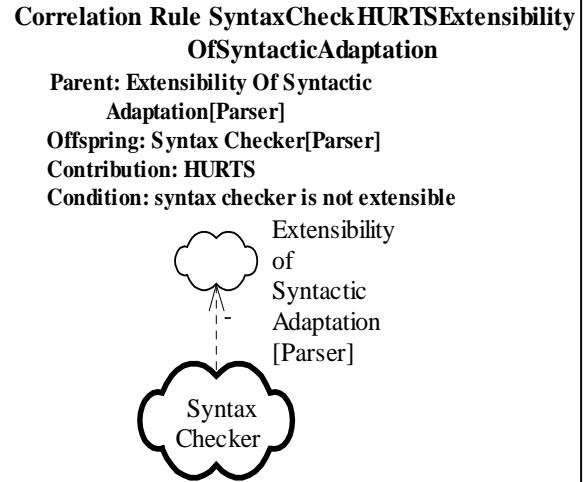 Correlation Rule SyntaxCheckHURTSExtensibility
OfSyntacticAdaptation
Parent: Extensibility Of Syntactic
Adaptation[Parser]
Offspring: Syntax Checker[Parser]
Contribution: HURTS
Condition: syntax checker is not extensible
Extensibility
of
Syntactic
Adaptation
[Parser]
-
Syntax
Checker